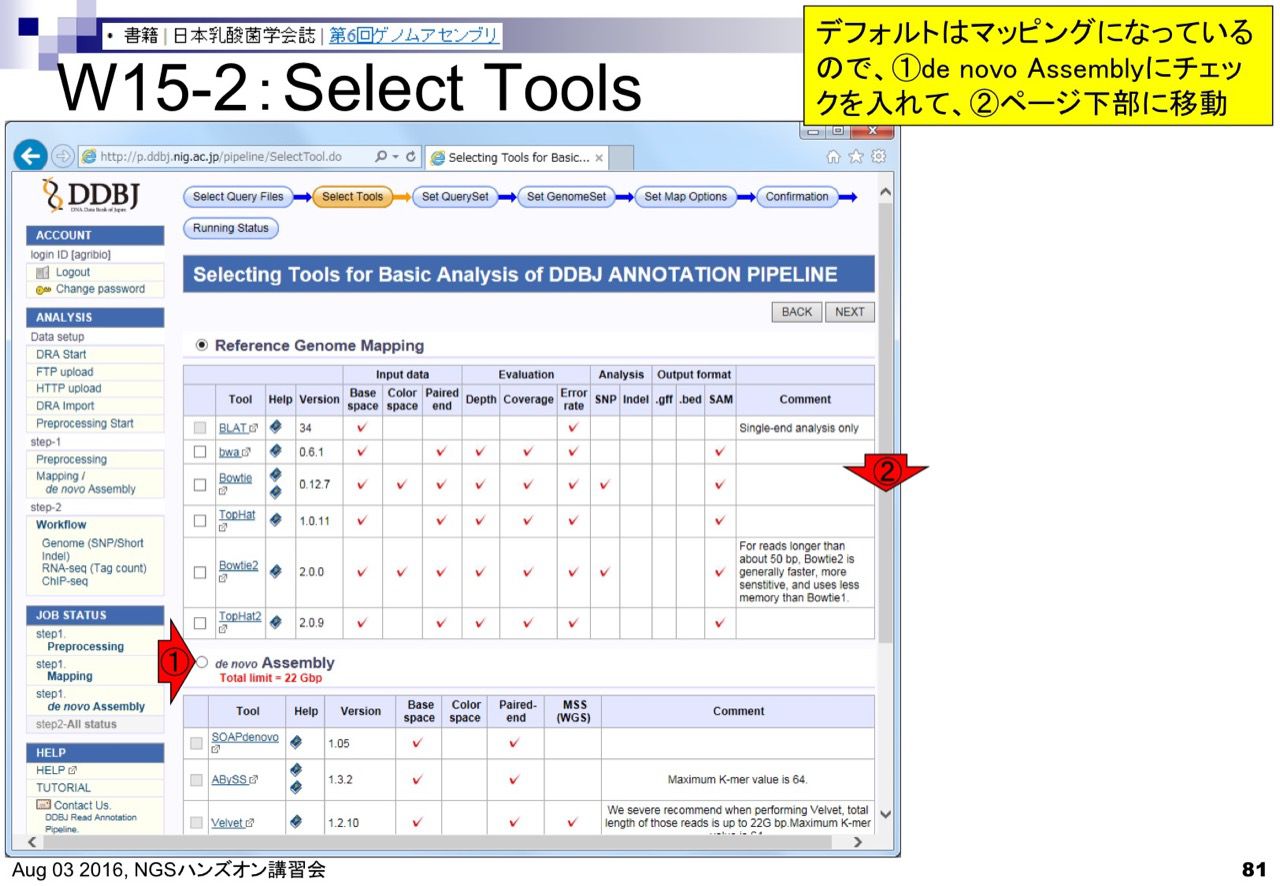 • 書籍 | 日本乳酸菌学会誌 | 第6回ゲノムアセンブリ
W15-2：Select Tools
デフォルトはマッピングになっている
ので、①de novo Assemblyにチェッ
クを入れて、②ページ下部に移動
http://p.ddbj.nig.ac.jp/pipeline/SelectTool.do
Selecting Tools for Basic...
DDBJ
DNA Data Bank of Japan
Select Query Files
Select Tools
Set QuerySet
Set GenomeSet
Set Map Options
Confirmation
Running Status
ACCOUNT
login ID [agribio]
Logout
Change password
ANALYSIS
Data setup
DRA Start
FTP upload
HTTP upload
DRA Import
Preprocessing Start
step-1
Preprocessing
Mapping /
de novo Assembly
step-2
Workflow
Genome (SNP/Short
Indel)
RNA-seq (Tag count)
ChIP-seq
JOB STATUS
step1.
Preprocessing
step1.
Mapping
step1.
de novo Assembly
step2-All status
HELP
HELP
TUTORIAL
Contact Us.
DDBJ Read Annotation
Pipeline.
Selecting Tools for Basic Analysis of DDBJ ANNOTATION PIPELINE
BACK NEXT
Reference Genome Mapping
Input data Evaluation Analysis Output format
Tool Help Version Base space Color space Paired end Depth Coverage Error rate SNP Indel .gff .bed SAM Comment
BLAT 34 ✓ ✓ Single-end analysis only
bwa 0.6.1 ✓ ✓ ✓ ✓ ✓ ✓
Bowtie 0.12.7 ✓ ✓ ✓ ✓ ✓ ✓ ✓ ✓
TopHat 1.0.11 ✓ ✓ ✓ ✓ ✓ ✓
Bowtie2 2.0.0 ✓ ✓ ✓ ✓ ✓ ✓ ✓ ✓
For reads longer than
about 50 bp, Bowtie2 is
generally faster, more
senstitive, and uses less
memory than Bowtie1.
TopHat2 2.0.9 ✓ ✓ ✓ ✓ ✓ ✓
②
①
de novo Assembly
Total limit = 22 Gbp
Tool Help Version Base space Color space Paired-end MSS (WGS) Comment
SOAPdenovo 1.05 ✓ ✓
ABySS 1.3.2 ✓ ✓ Maximum K-mer value is 64.
Velvet 1.2.10 ✓ ✓ ✓
We severe recommend when performing Velvet, total
length of those reads is up to 22G bp.Maximum K-mer
Aug 03 2016, NGSハンズオン講習会
81